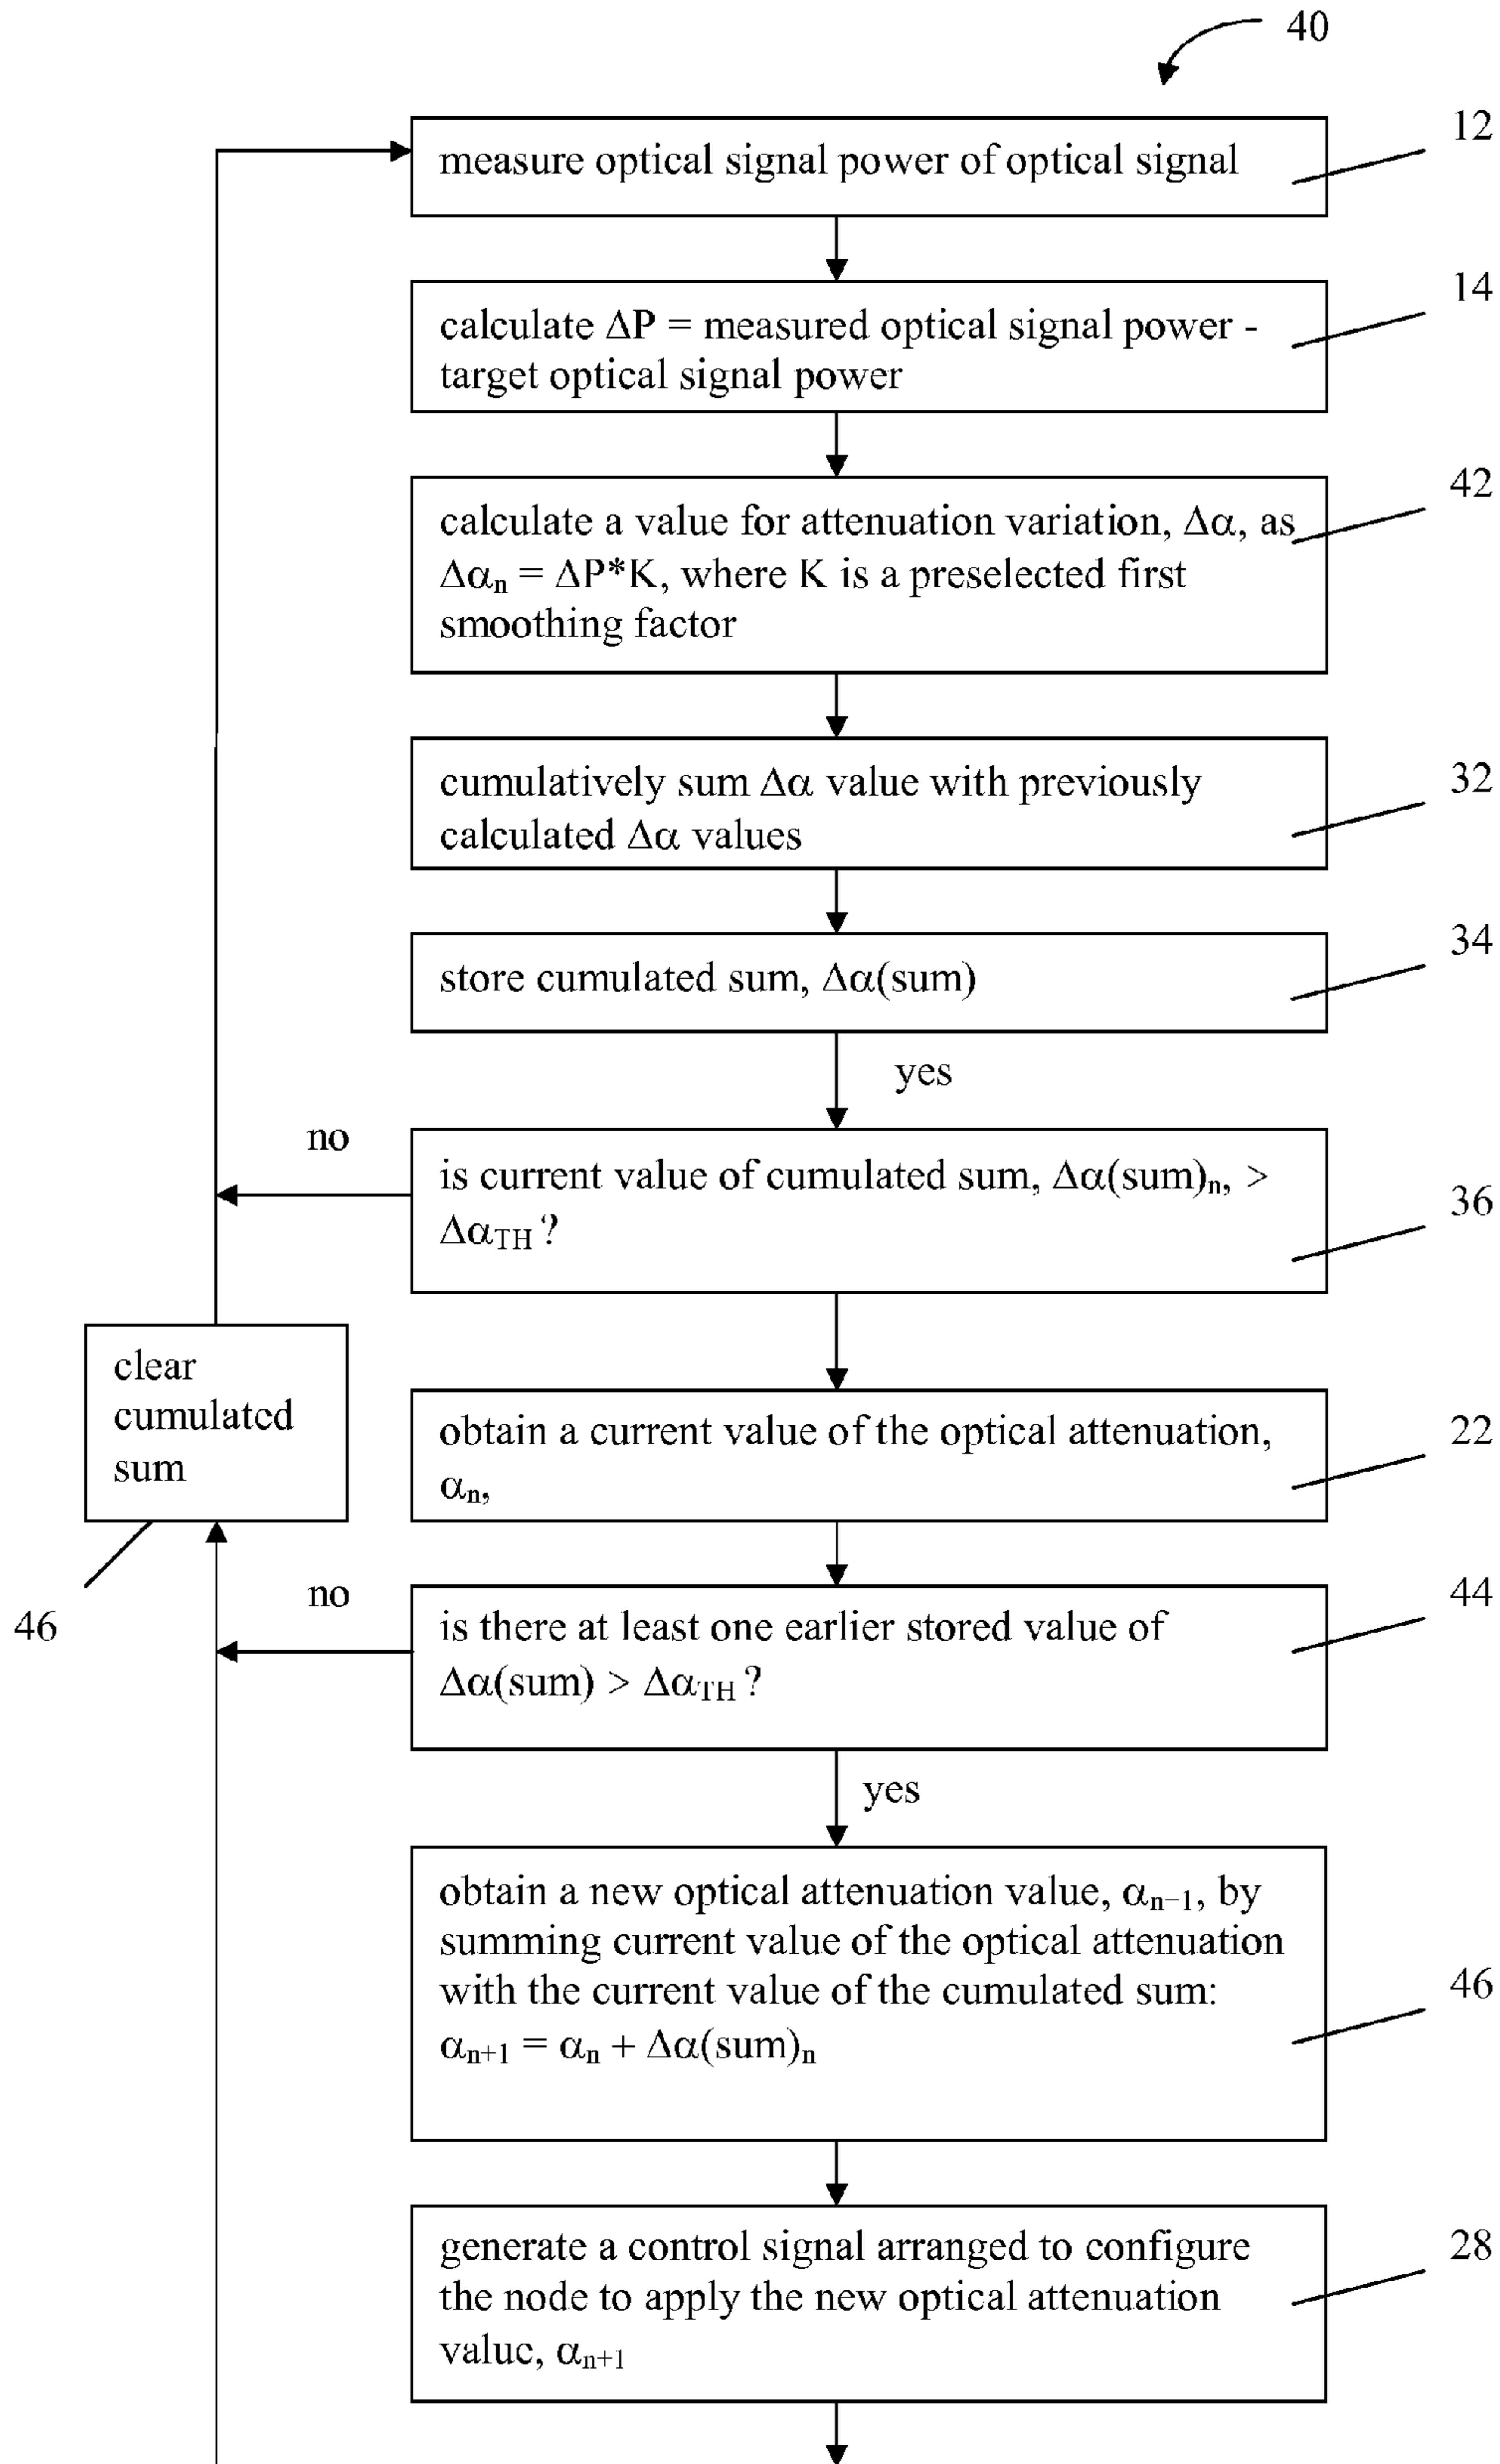 40
12
measure optical signal power of optical signal
14
calculate ΔP = measured optical signal power -
target optical signal power
42
calculate a value for attenuation variation, Δα, as
Δαn = ΔP*K, where K is a preselected first
smoothing factor
32
cumulatively sum Δα value with previously
calculated Δα values
34
store cumulated sum, Δα(sum)
yes
no
is current value of cumulated sum, Δα(sum)n, >
ΔαTH ?
36
clear
cumulated
sum
46
obtain a current value of the optical attenuation,
αn,
22
no
is there at least one earlier stored value of
Δα(sum) > ΔαTH ?
44
yes
obtain a new optical attenuation value, αn−1, by
summing current value of the optical attenuation
with the current value of the cumulated sum:
αn+1 = αn + Δα(sum)n
46
generate a control signal arranged to configure
the node to apply the new optical attenuation
value, αn+1
28